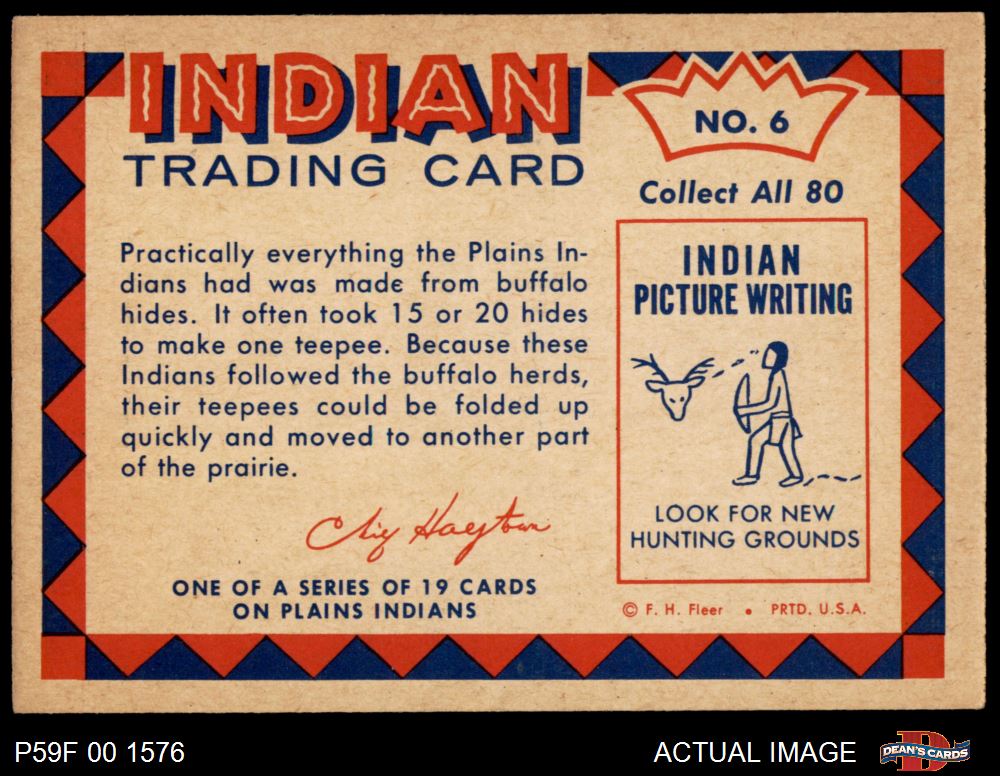 INDIAN
TRADING CARD
NO. 6
Collect All 80
Practically everything the Plains In-
dians had was made from buffalo
hides. It often took 15 or 20 hides
to make one teepee. Because these
Indians followed the buffalo herds,
their teepees could be folded up
quickly and moved to another part
of the prairie.
ONE OF A SERIES OF 19 CARDS
ON PLAINS INDIANS
INDIAN
PICTURE WRITING
LOOK FOR NEW
HUNTING GROUNDS
© F. H. Fleer • PRTD. U.S.A.
P59F 00 1576
ACTUAL IMAGE
D
DEAN'S CARDS